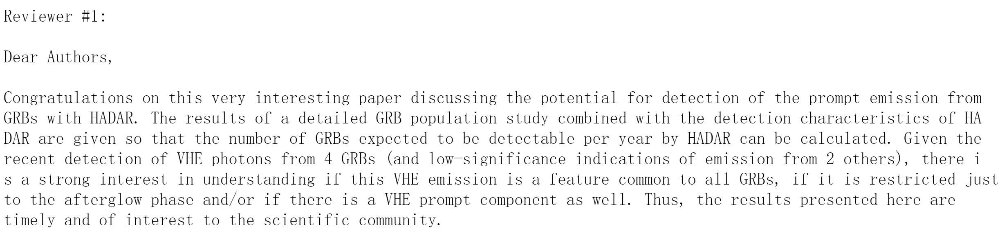 Reviewer #1:
Dear Authors,
Congratulations on this very interesting paper discussing the potential for detection of the prompt emission from
GRBs with HADAR. The results of a detailed GRB population study combined with the detection characteristics of HA
DAR are given so that the number of GRBs expected to be detectable per year by HADAR can be calculated. Given the
recent detection of VHE photons from 4 GRBs (and low-significance indications of emission from 2 others), there i
s a strong interest in understanding if this VHE emission is a feature common to all GRBs, if it is restricted just
to the afterglow phase and/or if there is a VHE prompt component as well. Thus, the results presented here are
timely and of interest to the scientific community.